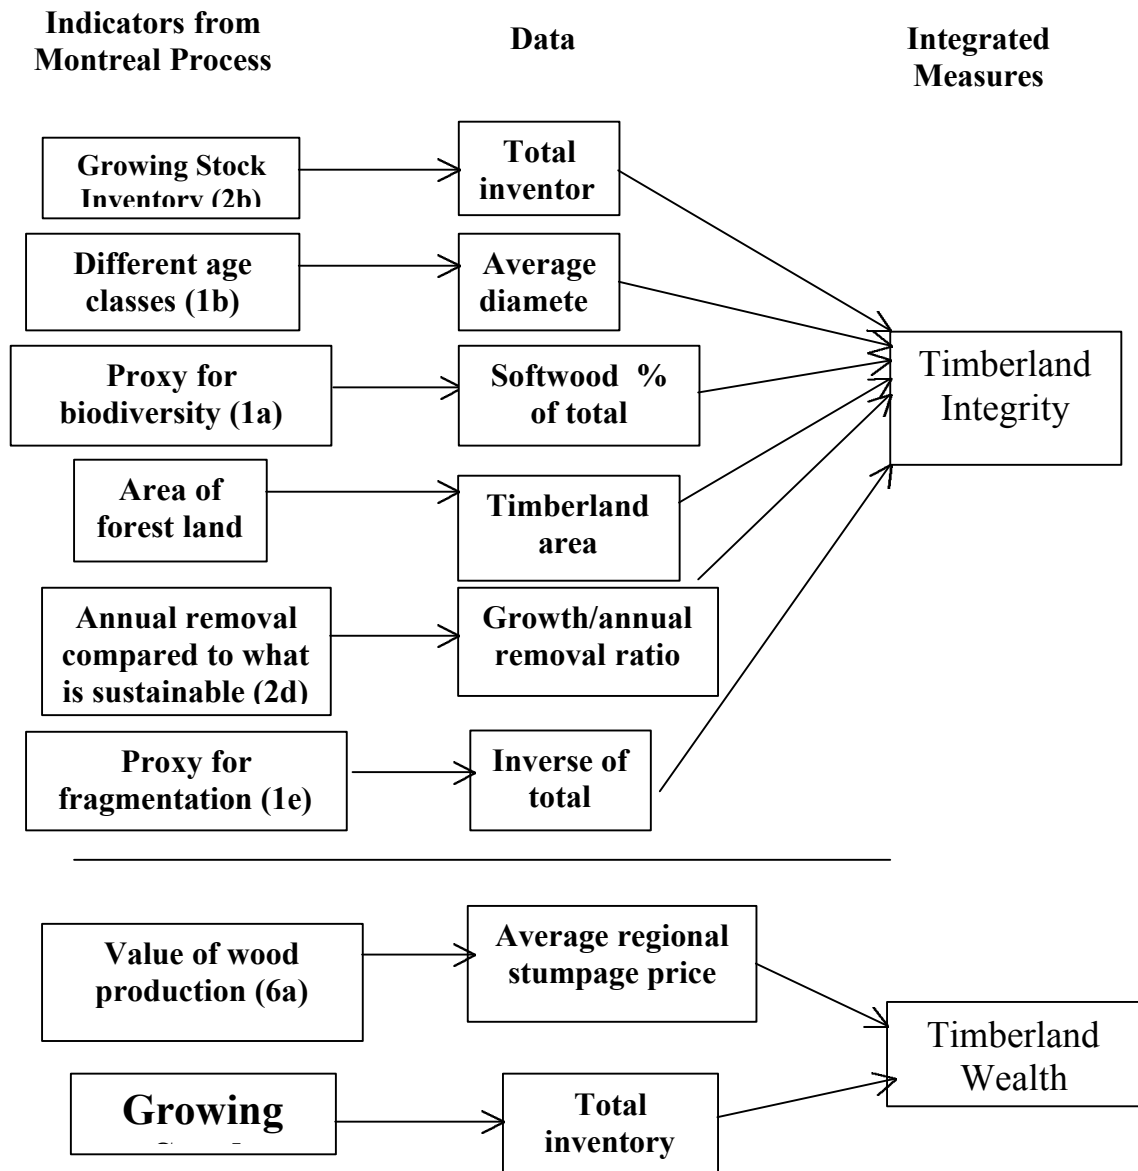 Indicators from
Montreal Process
Data
Integrated
Measures
Growing Stock
Inventory (2b)
Total
inventor
Different age
classes (1b)
Average
diamete
Proxy for
biodiversity (1a)
Softwood %
of total
Timberland
Integrity
Area of
forest land
Timberland
area
Annual removal
compared to what
is sustainable (2d)
Growth/annual
removal ratio
Proxy for
fragmentation (1e)
Inverse of
total
Value of wood
production (6a)
Average regional
stumpage price
Timberland
Wealth
Growing
Total
inventory